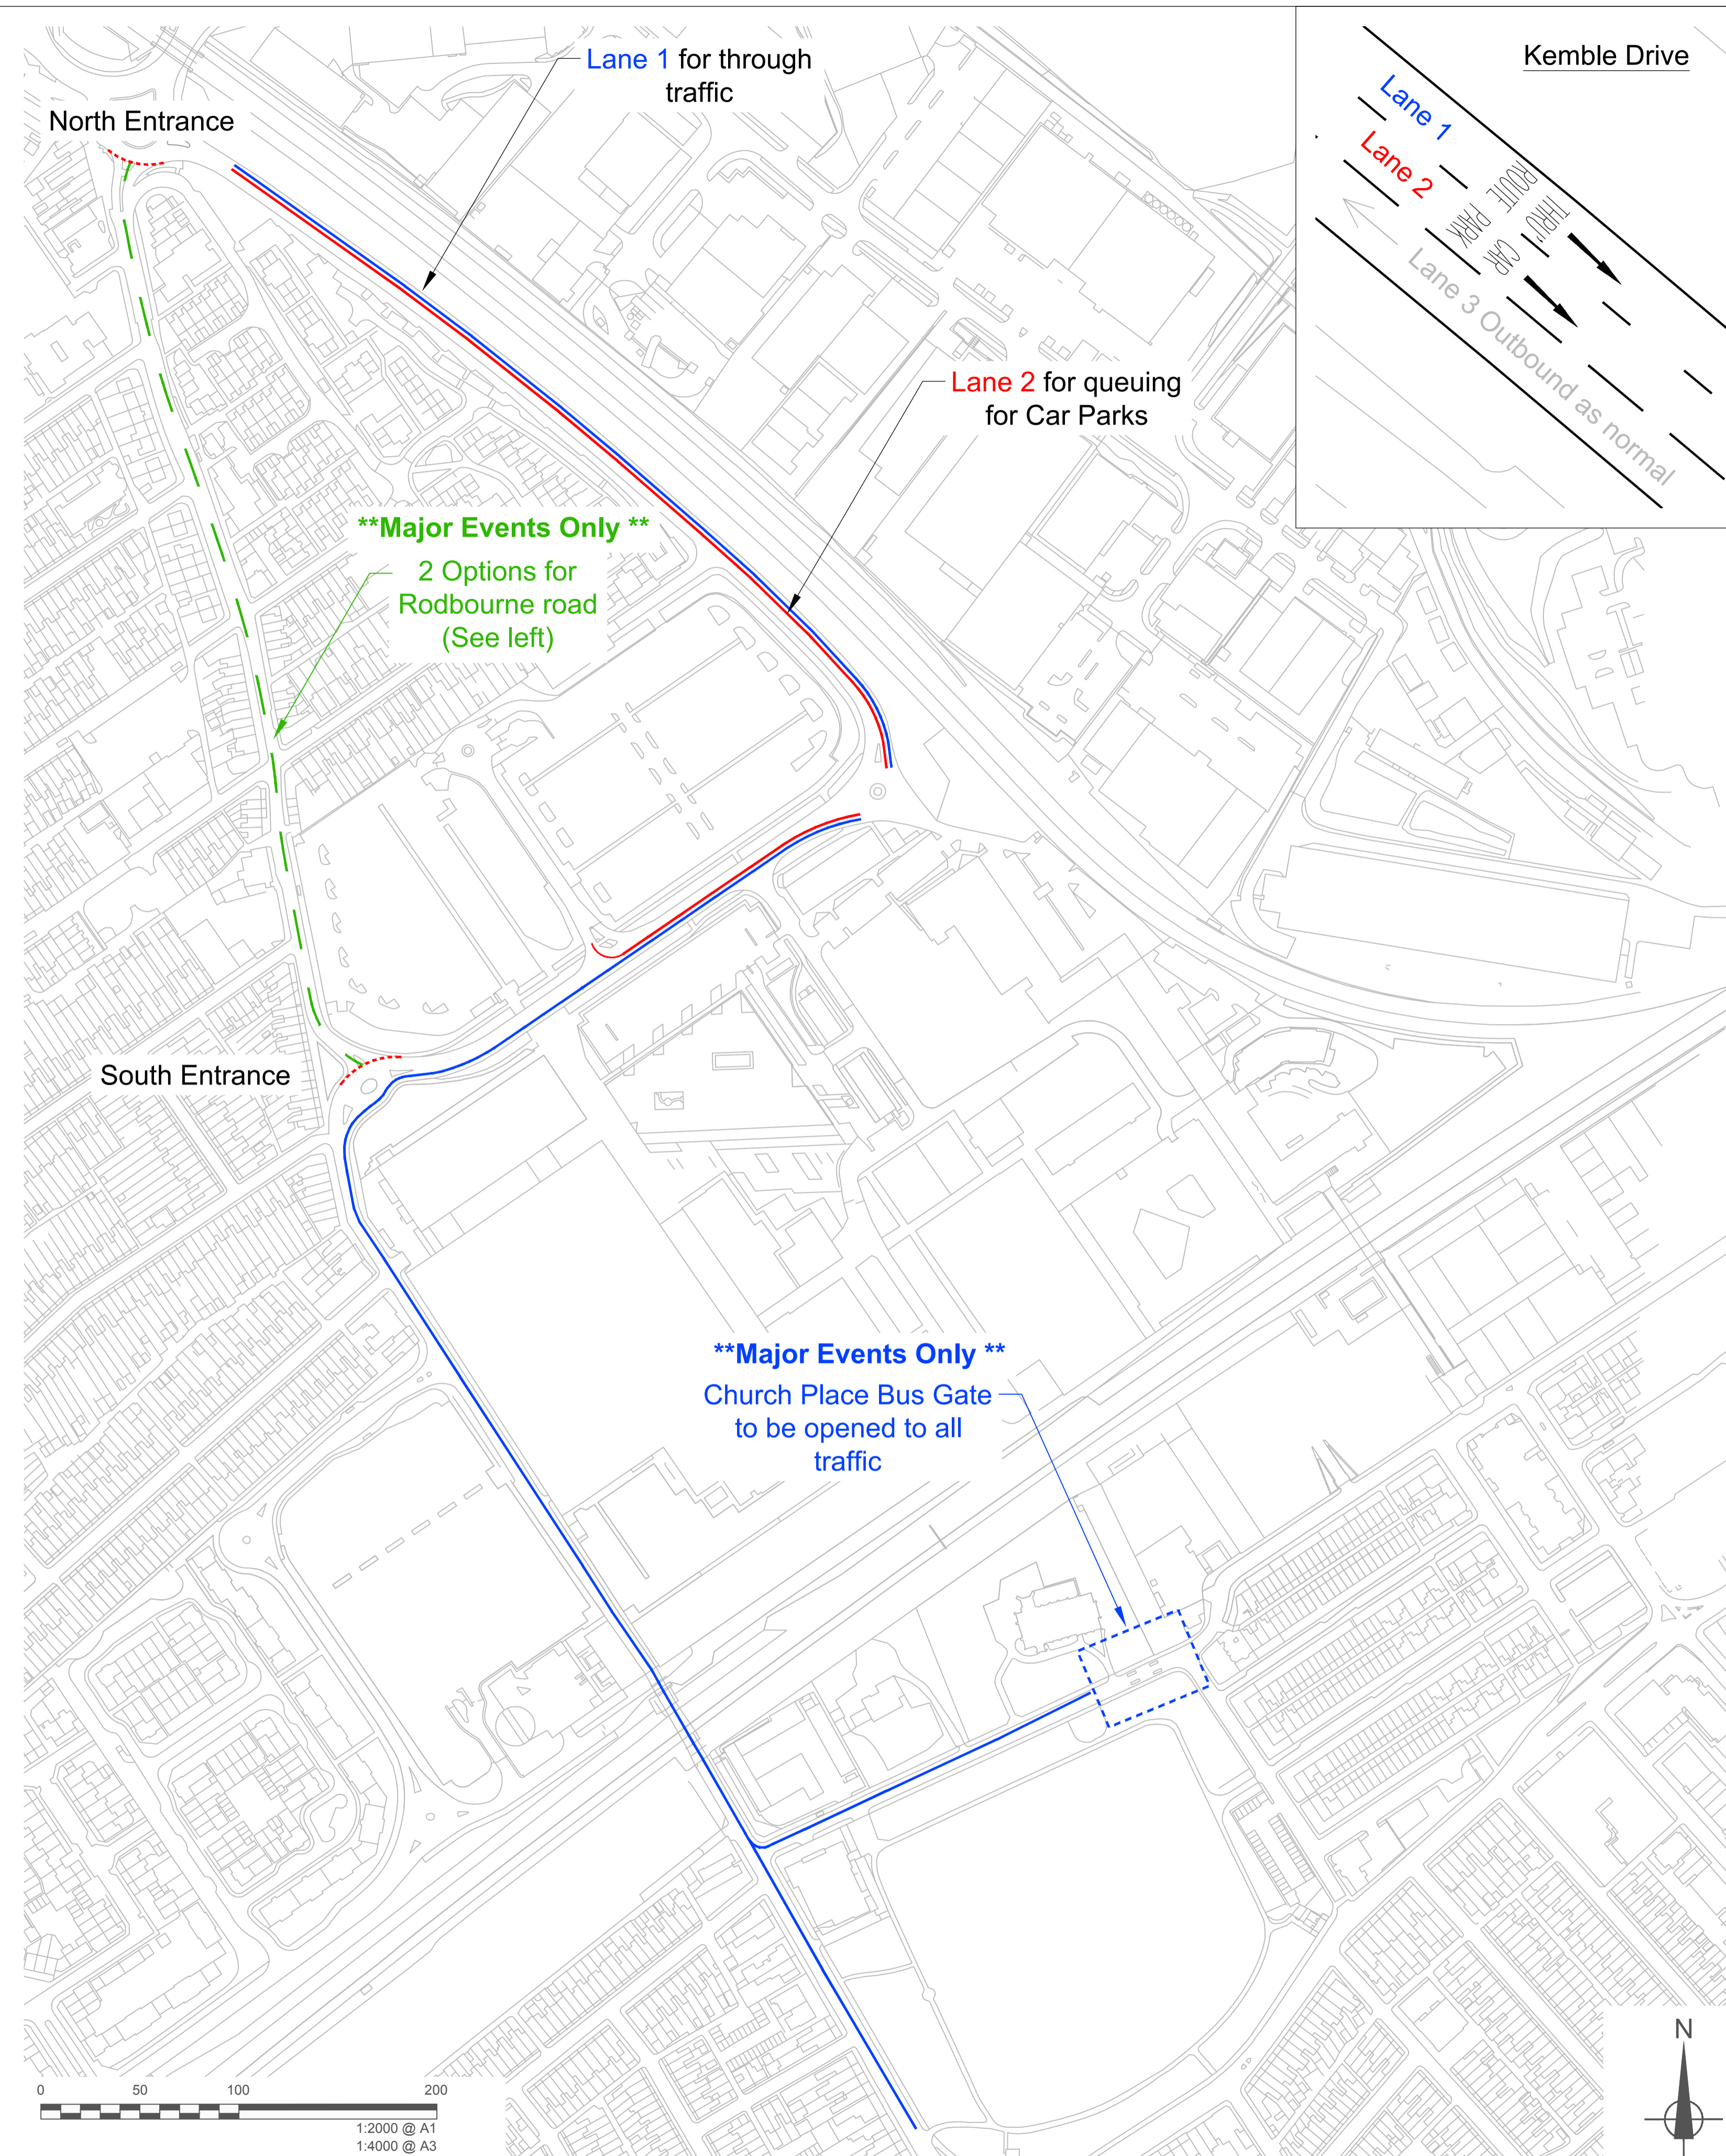 Lane 1 for through
traffic
North Entrance
Kemble Drive
Lane 1
Lane 2
THRU'
ROUTE
CAR
PARK
Lane 3 Outbound as normal
Lane 2 for queuing
for Car Parks
**Major Events Only **
2 Options for
Rodbourne road
(See left)
South Entrance
**Major Events Only **
Church Place Bus Gate
to be opened to all
traffic
0 50 100 200
1:2000 @ A1
1:4000 @ A3
N